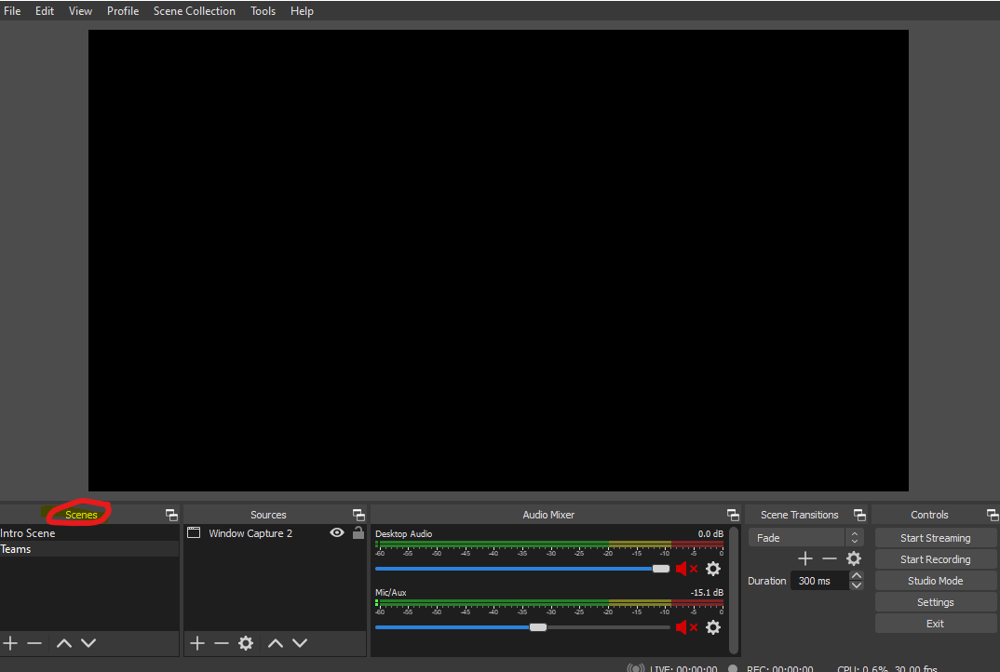 File Edit View Profile Scene Collection Tools Help
Scenes Sources Audio Mixer Scene Transitions Controls
Intro Scene
Teams
Window Capture 2
Desktop Audio 0.0 dB
-60 -55 -50 -45 -40 -35 -30 -25 -20 -15 -10 -5 0
Mic/Aux -15.1 dB
-60 -55 -50 -45 -40 -35 -30 -25 -20 -15 -10 -5 0
Fade
Duration 300 ms
Start Streaming
Start Recording
Studio Mode
Settings
Exit
LIVE: 00:00:00 REC: 00:00:00 CPU: 0.6%, 30.00 fps